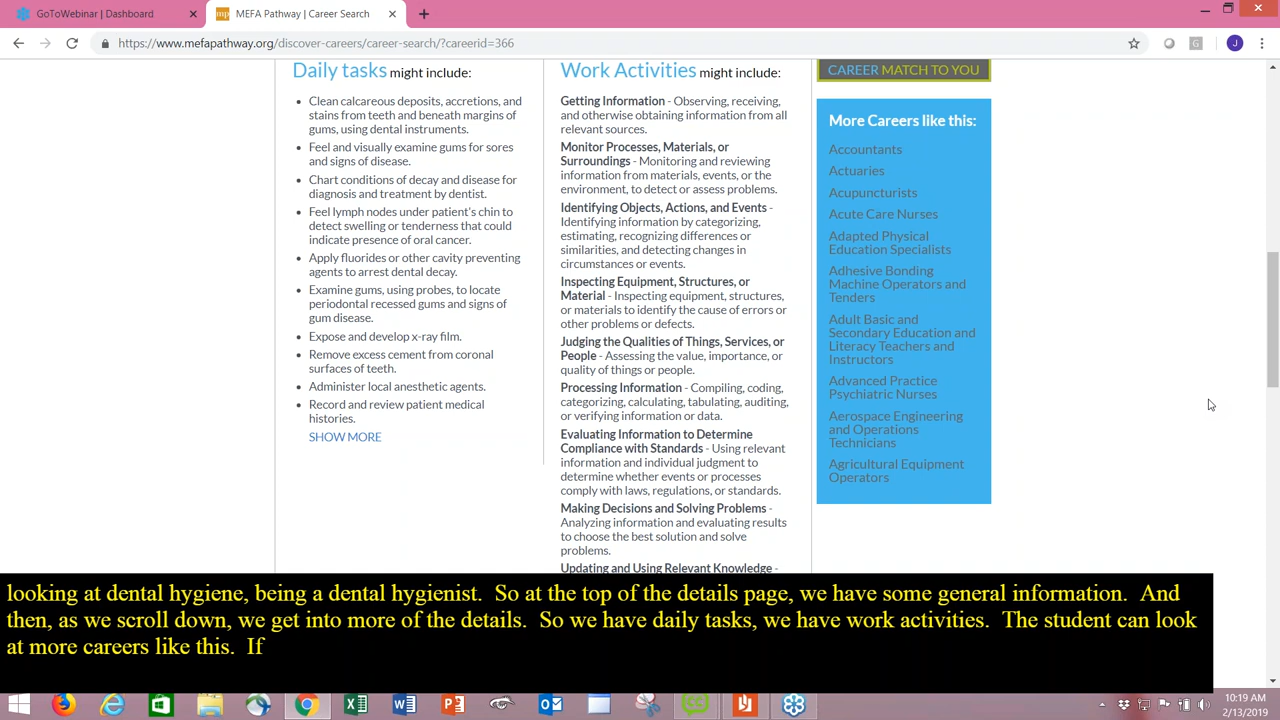 GoToWebinar | Dashboard
MEFA Pathway | Career Search
https://www.mefapathway.org/discover-careers/career-search/?careerid=366
Daily tasks might include:
Clean calcareous deposits, accretions, and
stains from teeth and beneath margins of
gums, using dental instruments.
Feel and visually examine gums for sores
and signs of disease.
Chart conditions of decay and disease for
diagnosis and treatment by dentist.
Feel lymph nodes under patient's chin to
detect swelling or tenderness that could
indicate presence of oral cancer.
Apply fluorides or other cavity preventing
agents to arrest dental decay.
Examine gums, using probes, to locate
periodontal recessed gums and signs of
gum disease.
Expose and develop x-ray film.
Remove excess cement from coronal
surfaces of teeth.
Administer local anesthetic agents.
Record and review patient medical
histories.
SHOW MORE
Work Activities might include:
Getting Information - Observing, receiving,
and otherwise obtaining information from all
relevant sources.
Monitor Processes, Materials, or
Surroundings - Monitoring and reviewing
information from materials, events, or the
environment, to detect or assess problems.
Identifying Objects, Actions, and Events -
Identifying information by categorizing,
estimating, recognizing differences or
similarities, and detecting changes in
circumstances or events.
Inspecting Equipment, Structures, or
Material - Inspecting equipment, structures,
or materials to identify the cause of errors or
other problems or defects.
Judging the Qualities of Things, Services, or
People - Assessing the value, importance, or
quality of things or people.
Processing Information - Compiling, coding,
categorizing, calculating, tabulating, auditing,
or verifying information or data.
Evaluating Information to Determine
Compliance with Standards - Using relevant
information and individual judgment to
determine whether events or processes
comply with laws, regulations, or standards.
Making Decisions and Solving Problems -
Analyzing information and evaluating results
to choose the best solution and solve
problems.
Updating and Using Relevant Knowledge -
CAREER MATCH TO YOU
More Careers like this:
Accountants
Actuaries
Acupuncturists
Acute Care Nurses
Adapted Physical
Education Specialists
Adhesive Bonding
Machine Operators and
Tenders
Adult Basic and
Secondary Education and
Literacy Teachers and
Instructors
Advanced Practice
Psychiatric Nurses
Aerospace Engineering
and Operations
Technicians
Agricultural Equipment
Operators
looking at dental hygiene, being a dental hygienist. So at the top of the details page, we have some general information. And
then, as we scroll down, we get into more of the details. So we have daily tasks, we have work activities. The student can look
at more careers like this. If
10:19 AM
2/13/2019